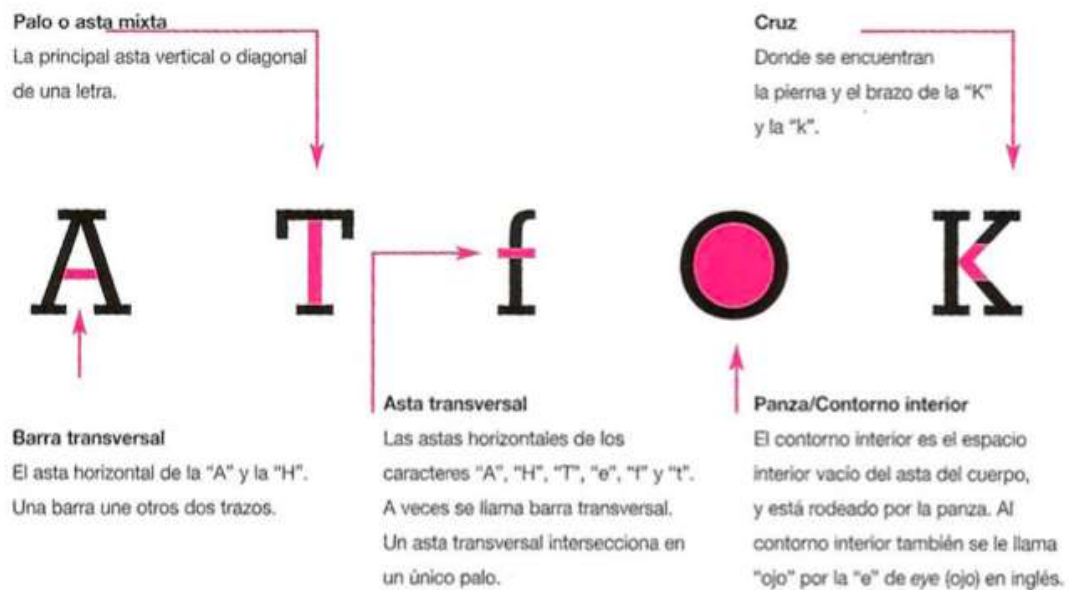 Palo o asta mixta
La principal asta vertical o diagonal
de una letra.
Cruz
Donde se encuentran
la pierna y el brazo de la “K”
y la “k”.
A T f O K
Barra transversal
El asta horizontal de la “A” y la “H”.
Una barra une otros dos trazos.
Asta transversal
Las astas horizontales de los
caracteres “A”, “H”, “T”, “e”, “f” y “t”.
A veces se llama barra transversal.
Un asta transversal intersecciona en
un único palo.
Panza/Contorno interior
El contorno interior es el espacio
interior vacío del asta del cuerpo,
y está rodeado por la panza. Al
contorno interior también se le llama
“ojo” por la “e” de eye (ojo) en inglés.